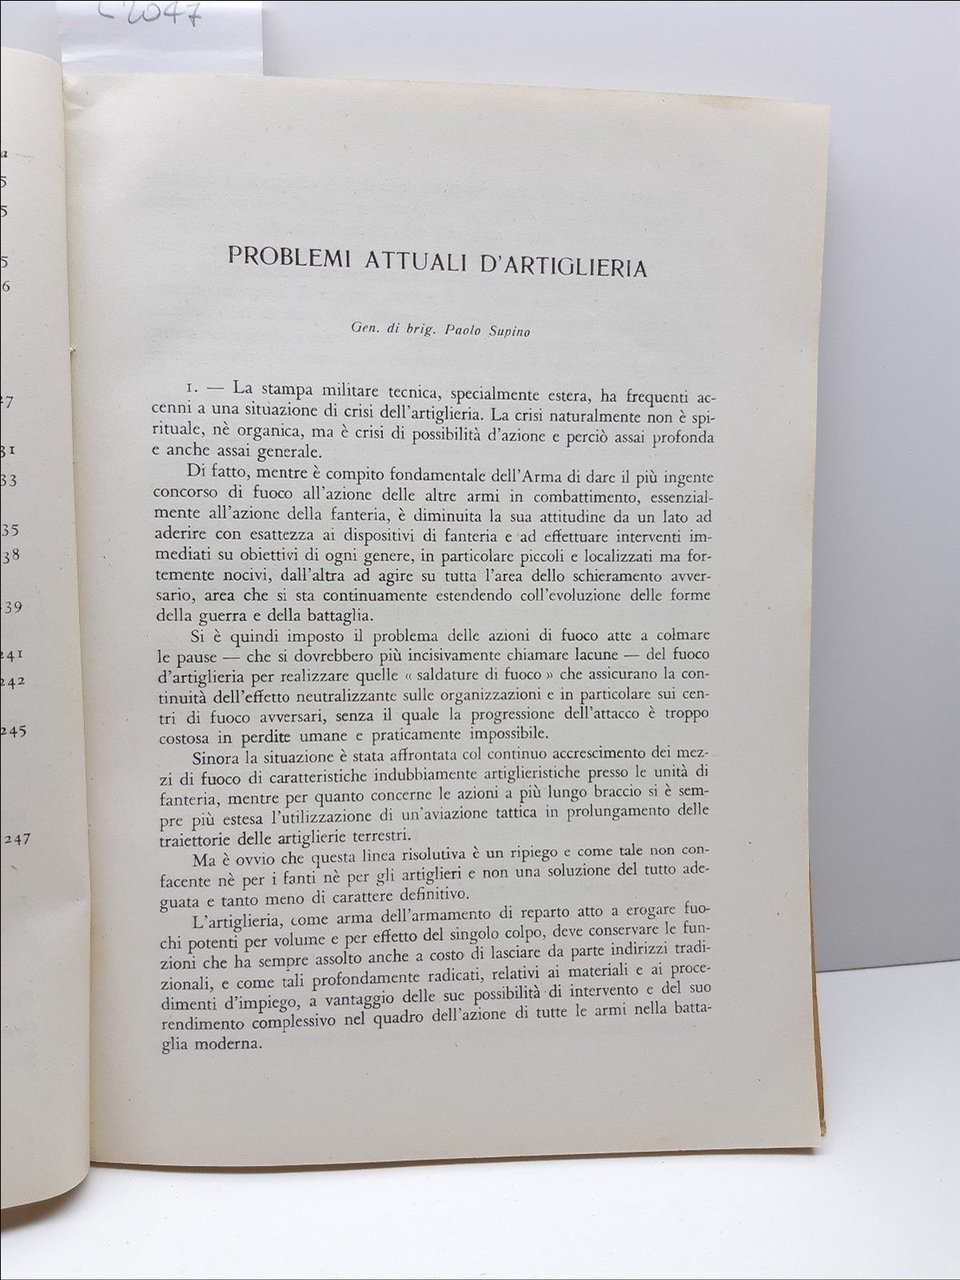 L 2047
a
5
5
5
6
27
31
33
35
38
39
241
242
245
247
PROBLEMI ATTUALI D'ARTIGLIERIA
Gen. di brig. Paolo Supino
1. — La stampa militare tecnica, specialmente estera, ha frequenti ac-
cenni a una situazione di crisi dell'artiglieria. La crisi naturalmente non è spi-
rituale, nè organica, ma è crisi di possibilità d'azione e perciò assai profonda
e anche assai generale.
Di fatto, mentre è compito fondamentale dell'Arma di dare il più ingente
concorso di fuoco all'azione delle altre armi in combattimento, essenzial-
mente all'azione della fanteria, è diminuita la sua attitudine da un lato ad
aderire con esattezza ai dispositivi di fanteria e ad effettuare interventi im-
mediati su obiettivi di ogni genere, in particolare piccoli e localizzati ma for-
temente nocivi, dall'altra ad agire su tutta l'area dello schieramento avver-
sario, area che si sta continuamente estendendo coll'evoluzione delle forme
della guerra e della battaglia.
Si è quindi imposto il problema delle azioni di fuoco atte a colmare
le pause — che si dovrebbero più incisivamente chiamare lacune — del fuoco
d'artiglieria per realizzare quelle « saldature di fuoco » che assicurano la con-
tinuità dell'effetto neutralizzante sulle organizzazioni e in particolare sui cen-
tri di fuoco avversari, senza il quale la progressione dell'attacco è troppo
costosa in perdite umane e praticamente impossibile.
Sinora la situazione è stata affrontata col continuo accrescimento dei mez-
zi di fuoco di caratteristiche indubbiamente artiglieristiche presso le unità di
fanteria, mentre per quanto concerne le azioni a più lungo braccio si è sem-
pre più estesa l'utilizzazione di un'aviazione tattica in prolungamento delle
traiettorie delle artiglierie terrestri.
Ma è ovvio che questa linea risolutiva è un ripiego e come tale non con-
facente nè per i fanti nè per gli artiglieri e non una soluzione del tutto ade-
guata e tanto meno di carattere definitivo.
L'artiglieria, come arma dell'armamento di reparto atto a erogare fuo-
chi potenti per volume e per effetto del singolo colpo, deve conservare le fun-
zioni che ha sempre assolto anche a costo di lasciare da parte indirizzi tradi-
zionali, e come tali profondamente radicati, relativi ai materiali e ai proce-
dimenti d'impiego, a vantaggio delle sue possibilità di intervento e del suo
rendimento complessivo nel quadro dell'azione di tutte le armi nella batta-
glia moderna.